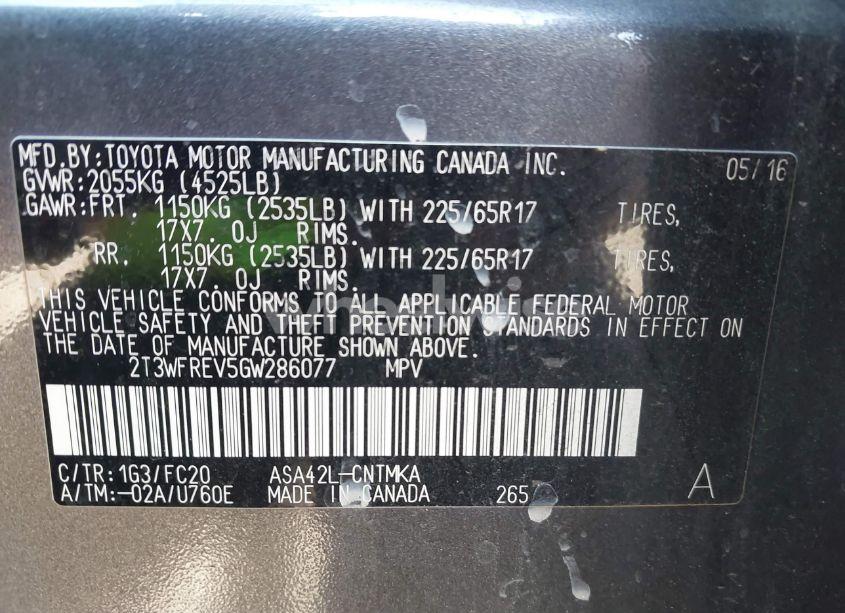 MFD.BY:TOYOTA MOTOR MANUFACTURING CANADA INC. 05/16
GVWR:2055KG (4525LB)
GAWR:FRT. 1150KG (2535LB) WITH 225/65R17 TIRES,
17X7.0J RIMS.
RR. 1150KG (2535LB) WITH 225/65R17 TIRES,
17X7.0J RIMS.
THIS VEHICLE CONFORMS TO ALL APPLICABLE FEDERAL MOTOR
VEHICLE SAFETY AND THEFT PREVENTION STANDARDS IN EFFECT ON
THE DATE OF MANUFACTURE SHOWN ABOVE.
2T3WFREV5GW286077 MPV
C/TR:1G3/FC20 ASA42L-CNTMKA
A/TM:-02A/U760E MADE IN CANADA 265 A